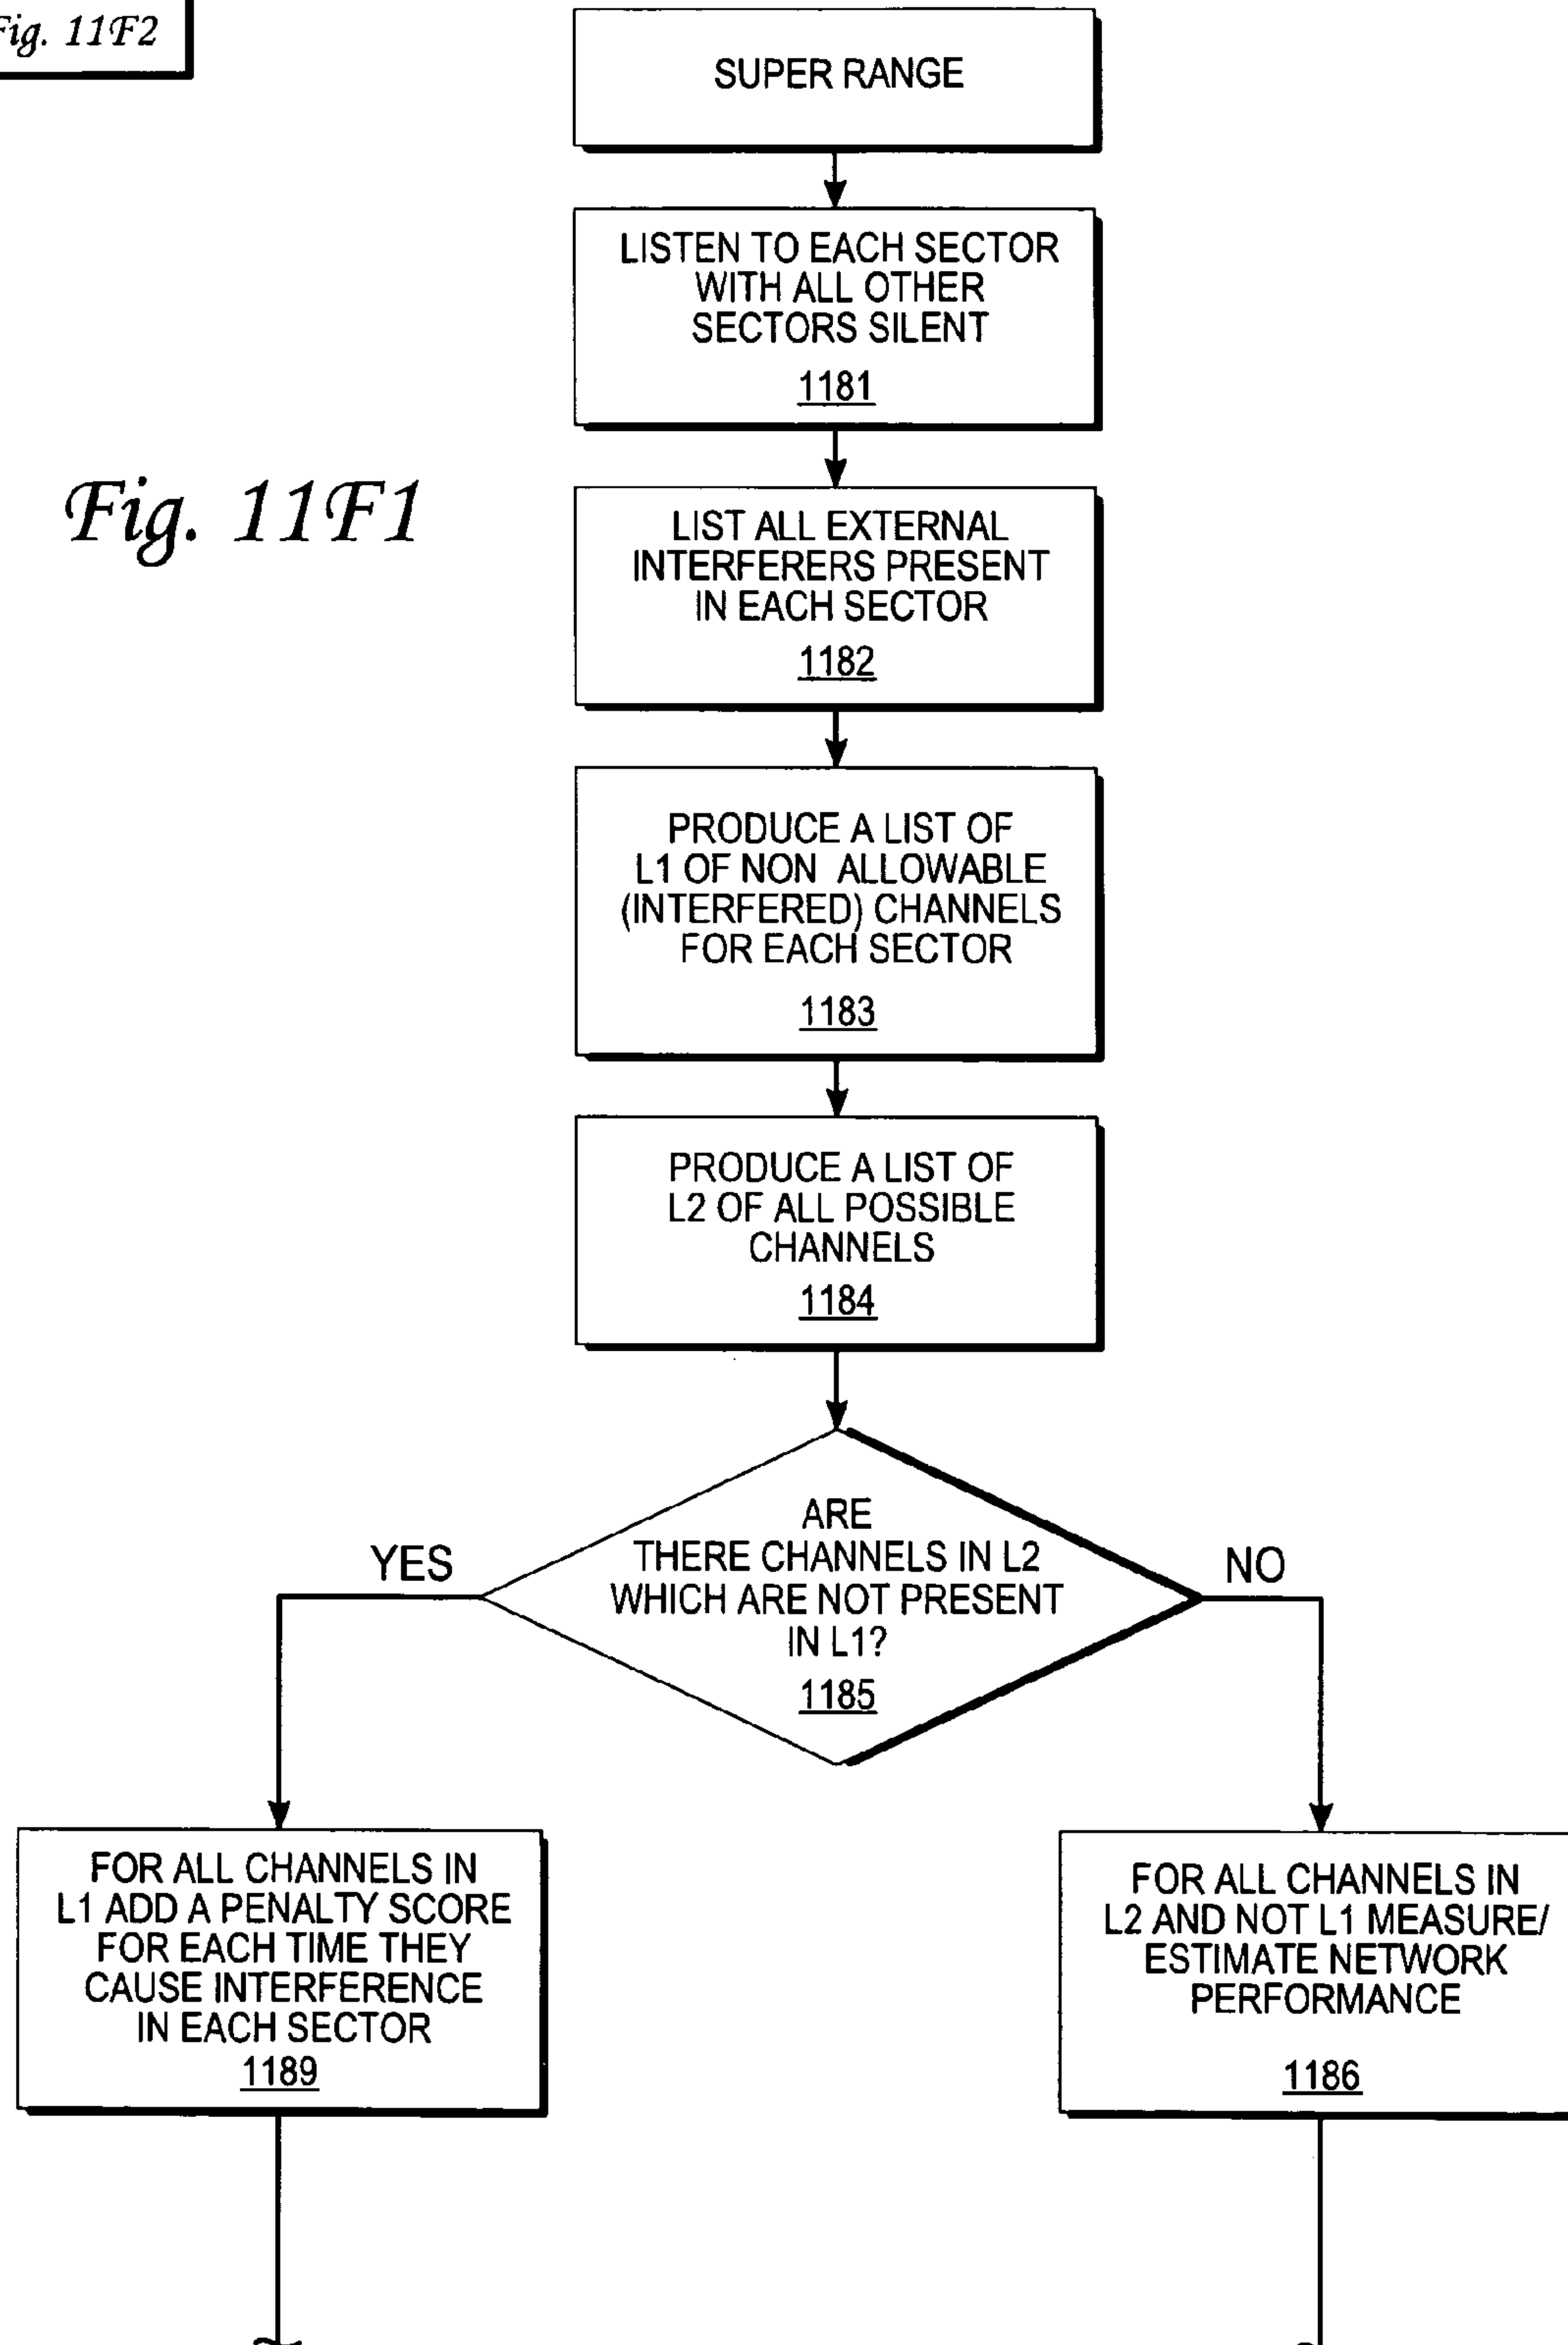 Fig. 11F2
SUPER RANGE
LISTEN TO EACH SECTOR
WITH ALL OTHER
SECTORS SILENT
1181
Fig. 11F1
LIST ALL EXTERNAL
INTERFERERS PRESENT
IN EACH SECTOR
1182
PRODUCE A LIST OF
L1 OF NON ALLOWABLE
(INTERFERED) CHANNELS
FOR EACH SECTOR
1183
PRODUCE A LIST OF
L2 OF ALL POSSIBLE
CHANNELS
1184
ARE
THERE CHANNELS IN L2
WHICH ARE NOT PRESENT
IN L1?
1185
YES
NO
FOR ALL CHANNELS IN
L1 ADD A PENALTY SCORE
FOR EACH TIME THEY
CAUSE INTERFERENCE
IN EACH SECTOR
1189
FOR ALL CHANNELS IN
L2 AND NOT L1 MEASURE/
ESTIMATE NETWORK
PERFORMANCE
1186